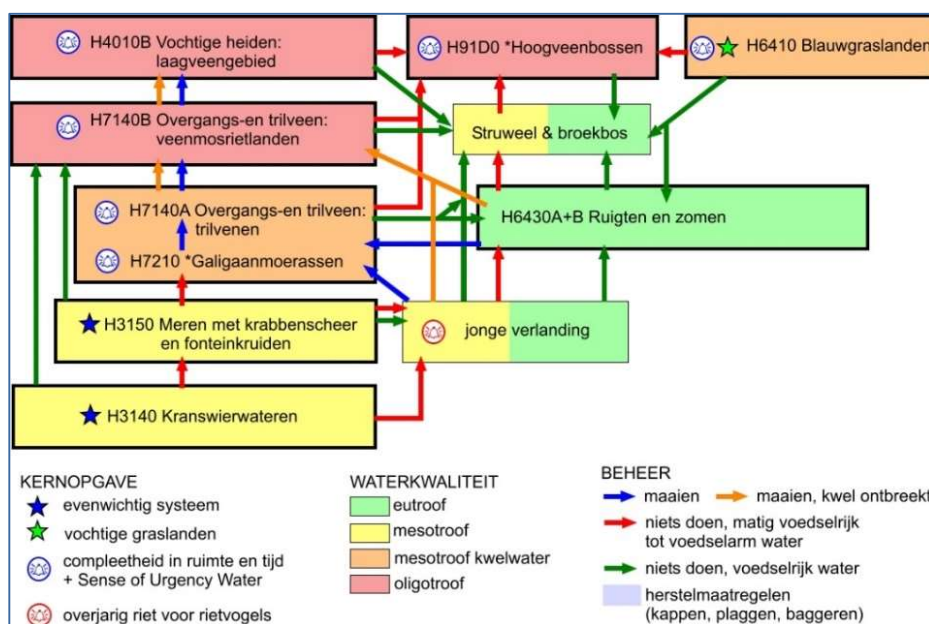 H4010B Vochtige heiden:
laagveengebied
H91D0 *Hoogveenbossen
H6410 Blauwgraslanden
H7140B Overgangs-en trilveen:
veenmosrietlanden
Struweel & broekbos
H7140A Overgangs-en trilveen:
trilvenen
H7210 *Galigaanmoerassen
H6430A+B Ruigten en zomen
H3150 Meren met krabbenscheer
en fonteinkruiden
jonge verlanding
H3140 Kranswierwateren
KERNOPGAVE
evenwichtig systeem
vochtige graslanden
compleetheid in ruimte en tijd
+ Sense of Urgency Water
overjarig riet voor rietvogels
WATERKWALITEIT
eutroof
mesotroof
mesotroof kwelwater
oligotroof
BEHEER
maaien
maaien, kwel ontbreekt
niets doen, matig voedselrijk
tot voedselarm water
niets doen, voedselrijk water
herstelmaatregelen
(kappen, plaggen, baggeren)